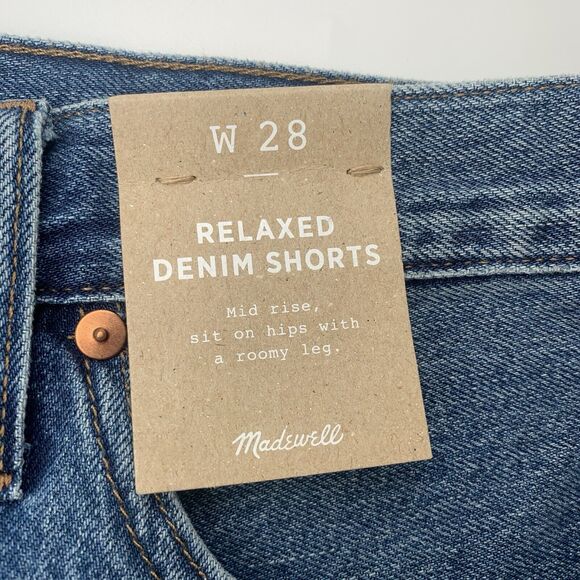 W 28
RELAXED
DENIM SHORTS
Mid rise,
sit on hips with
a roomy leg.
Madewell